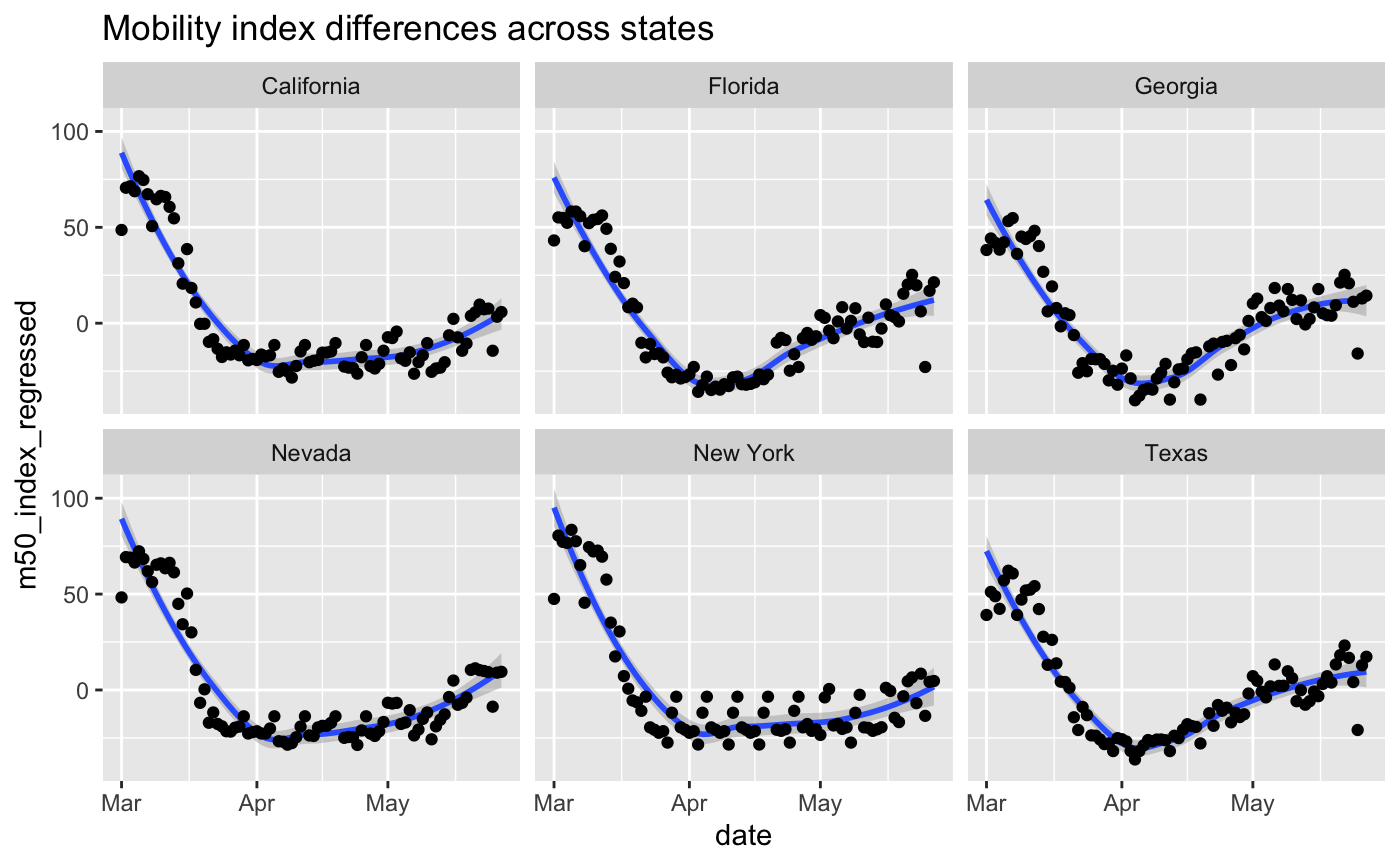 Mobility index differences across states
California Florida Georgia
100
50
0
Nevada New York Texas
100
50
0
m50_index_regressed
Mar Apr May Mar Apr May Mar Apr May
date